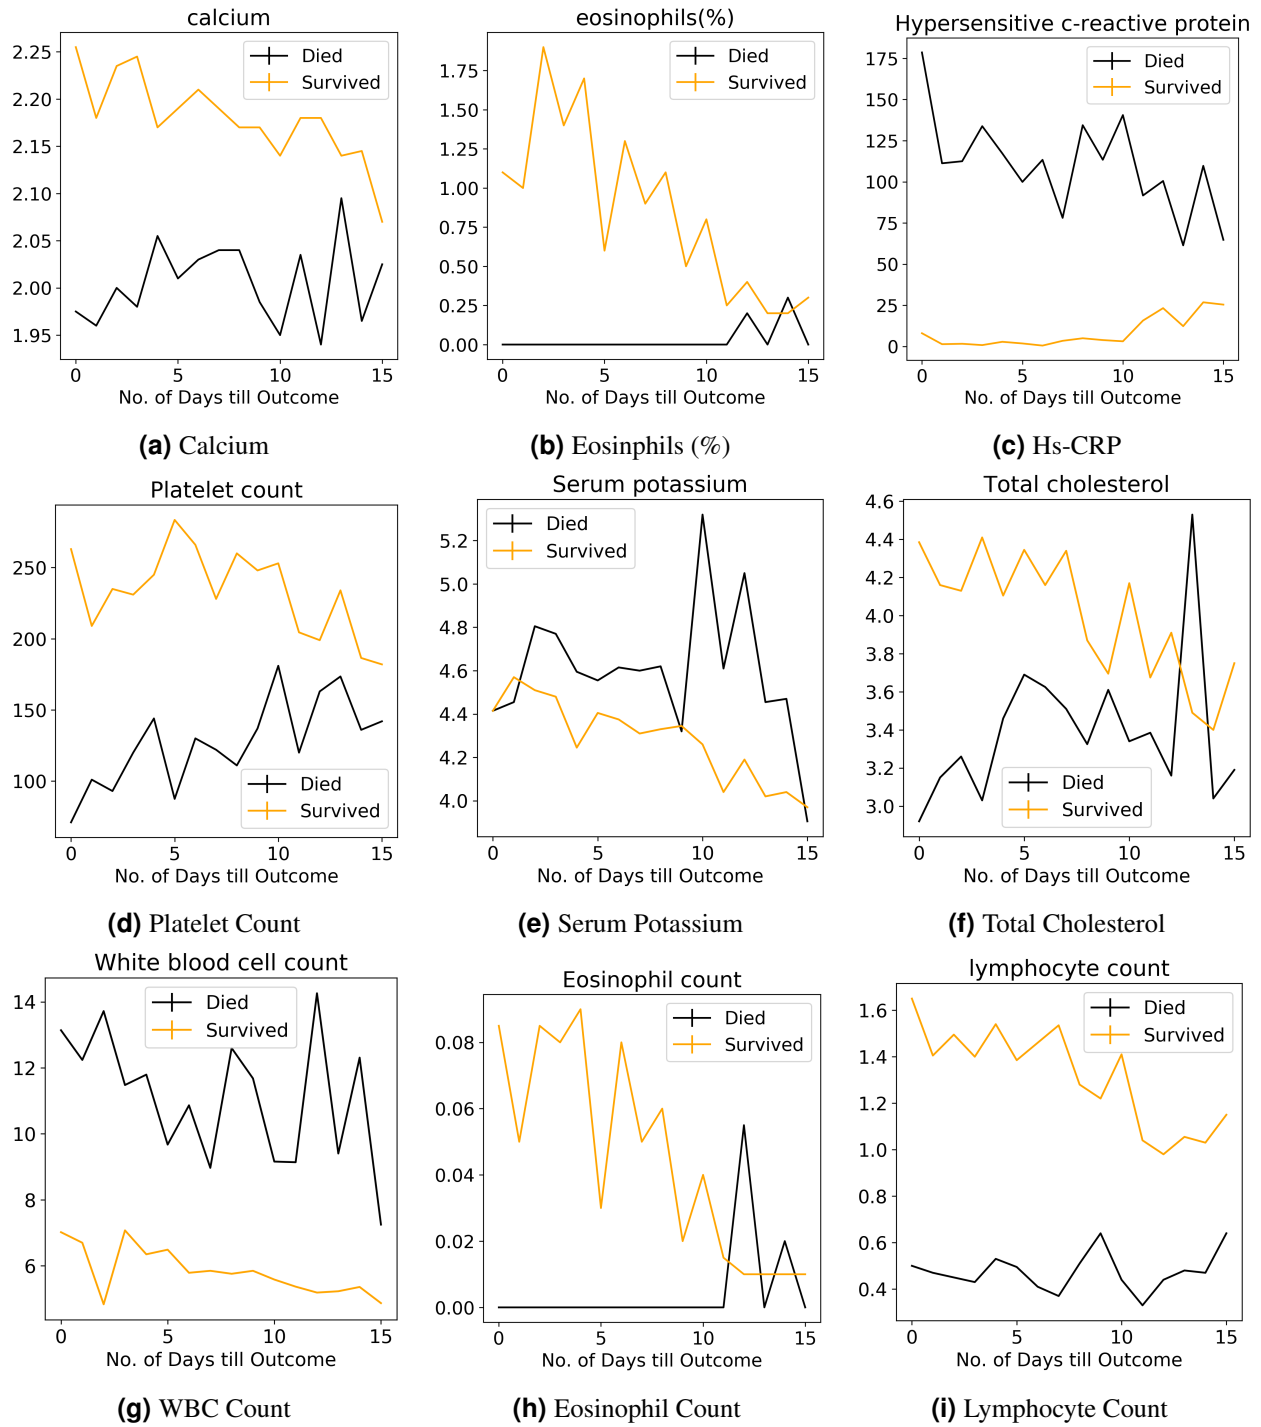 calcium
2.25
2.20
2.15
2.10
2.05
2.00
1.95
Died
Survived
0 5 10 15
No. of Days till Outcome
(a) Calcium
eosinophils(%)
1.75
1.50
1.25
1.00
0.75
0.50
0.25
0.00
Died
Survived
0 5 10 15
No. of Days till Outcome
(b) Eosinphils (%)
Hypersensitive c-reactive protein
175
150
125
100
75
50
25
0
Died
Survived
0 5 10 15
No. of Days till Outcome
(c) Hs-CRP
Platelet count
250
200
150
100
Died
Survived
0 5 10 15
No. of Days till Outcome
(d) Platelet Count
Serum potassium
5.2
5.0
4.8
4.6
4.4
4.2
4.0
Died
Survived
0 5 10 15
No. of Days till Outcome
(e) Serum Potassium
Total cholesterol
4.6
4.4
4.2
4.0
3.8
3.6
3.4
3.2
3.0
Died
Survived
0 5 10 15
No. of Days till Outcome
(f) Total Cholesterol
White blood cell count
14
12
10
8
6
Died
Survived
0 5 10 15
No. of Days till Outcome
(g) WBC Count
Eosinophil count
0.08
0.06
0.04
0.02
0.00
Died
Survived
0 5 10 15
No. of Days till Outcome
(h) Eosinophil Count
lymphocyte count
1.6
1.4
1.2
1.0
0.8
0.6
0.4
Died
Survived
0 5 10 15
No. of Days till Outcome
(i) Lymphocyte Count